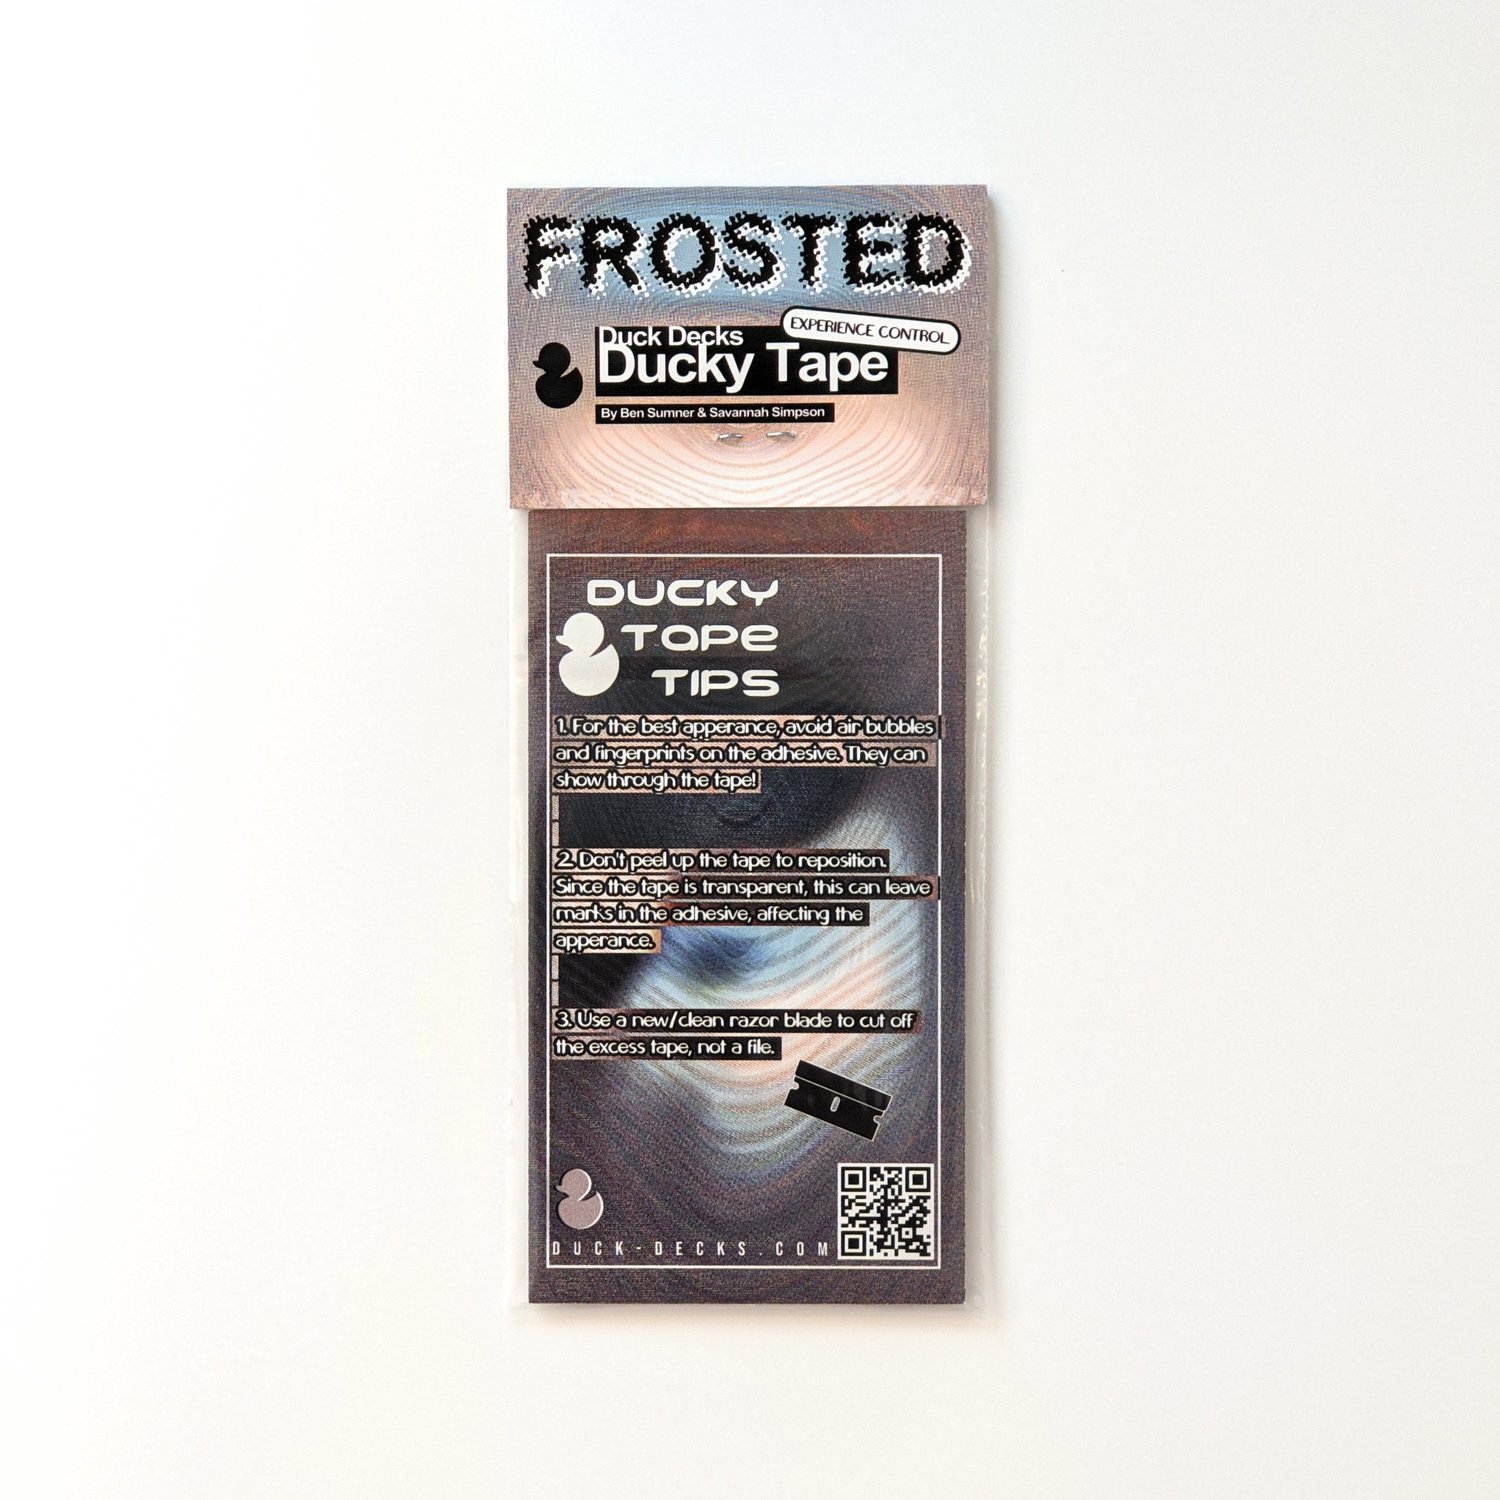 FROSTED
EXPERIENCE CONTROL
Duck Decks
Ducky Tape
By Ben Sumner & Savannah Simpson
DUCKY
TAPE
TIPS
1. For the best apperance, avoid air bubbles
and fingerprints on the adhesive. They can
show through the tape!
2. Don't peel up the tape to reposition.
Since the tape is transparent, this can leave
marks in the adhesive, affecting the
apperance.
3. Use a new/clean razor blade to cut off
the excess tape, not a file.
DUCK-DECKS.COM